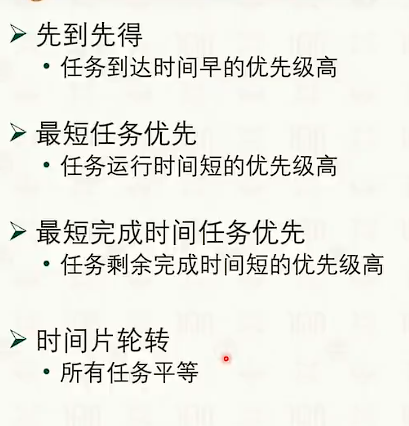 ➢ 先到先得
• 任务到达时间早的优先级高
➢ 最短任务优先
• 任务运行时间短的优先级高
➢ 最短完成时间任务优先
• 任务剩余完成时间短的优先级高
➢ 时间片轮转
• 所有任务平等